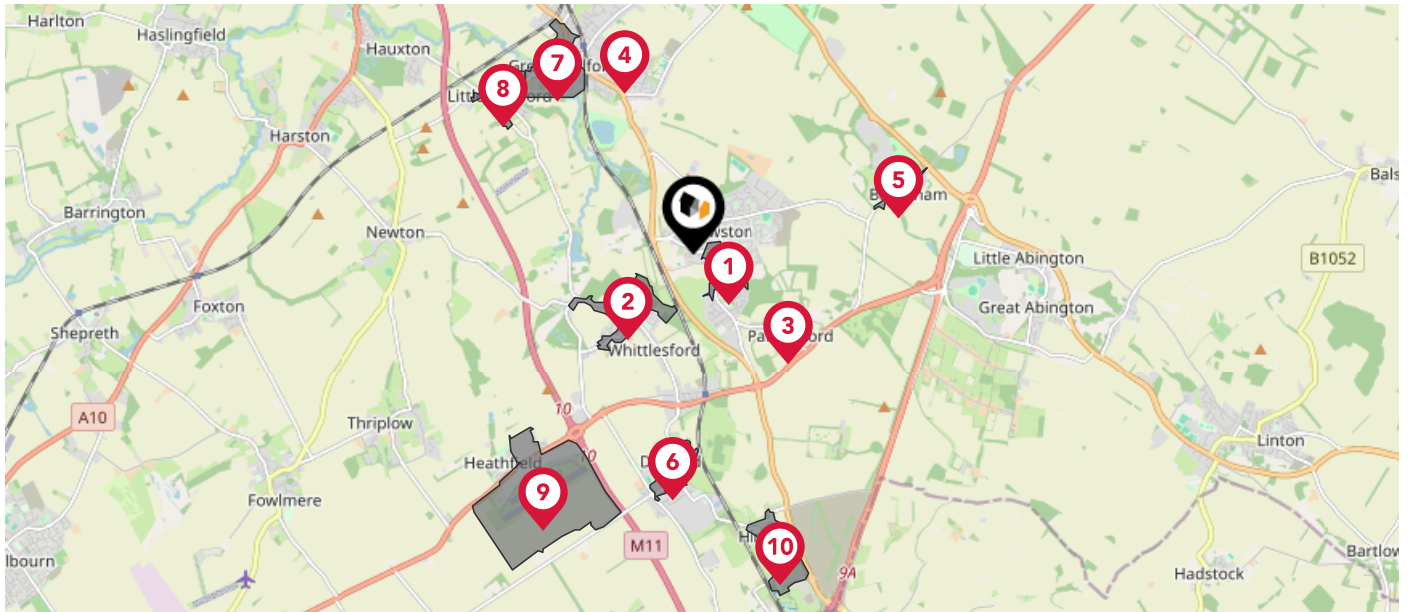 Harlton
Haslingfield
Hauxton
Harston
Barrington
Newton
Foxton
Shepreth
A10
Thriplow
Fowlmere
Heathfield
Whittlesford
10
10
M11
9A
Little Abington
Great Abington
B1052
Linton
Hadstock
Bartlow
1
2
3
4
5
6
7
8
9
10